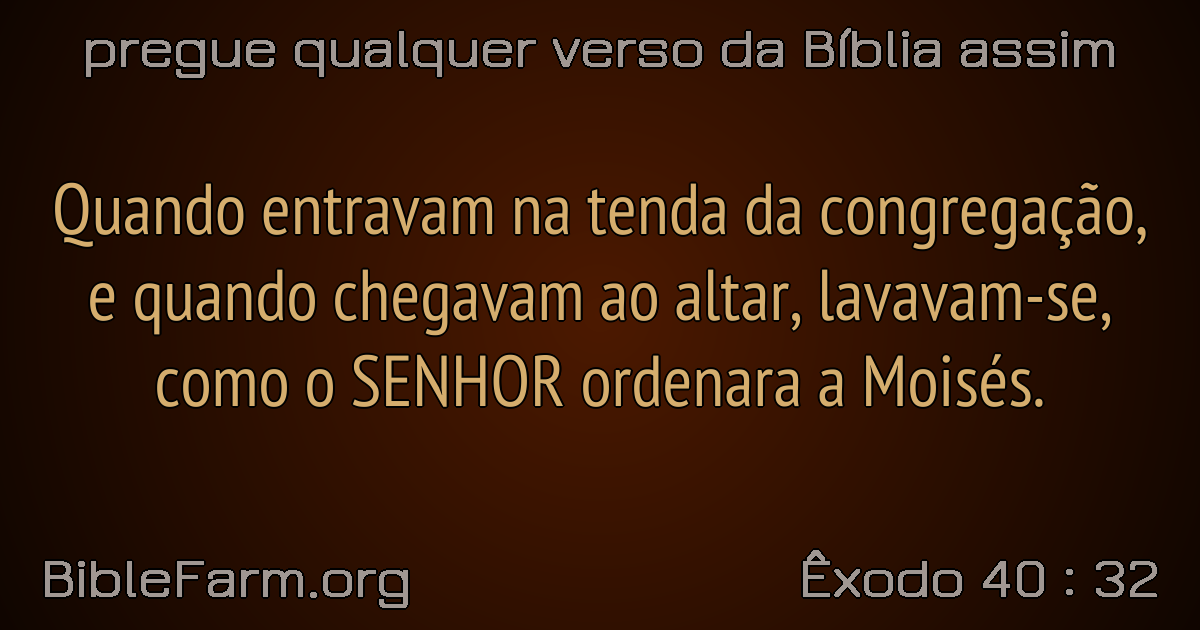 pregue qualquer verso da Bíblia assim
Quando entravam na tenda da congregação,
e quando chegavam ao altar, lavavam-se,
como o SENHOR ordenara a Moisés.
BibleFarm.org
Êxodo 40 : 32